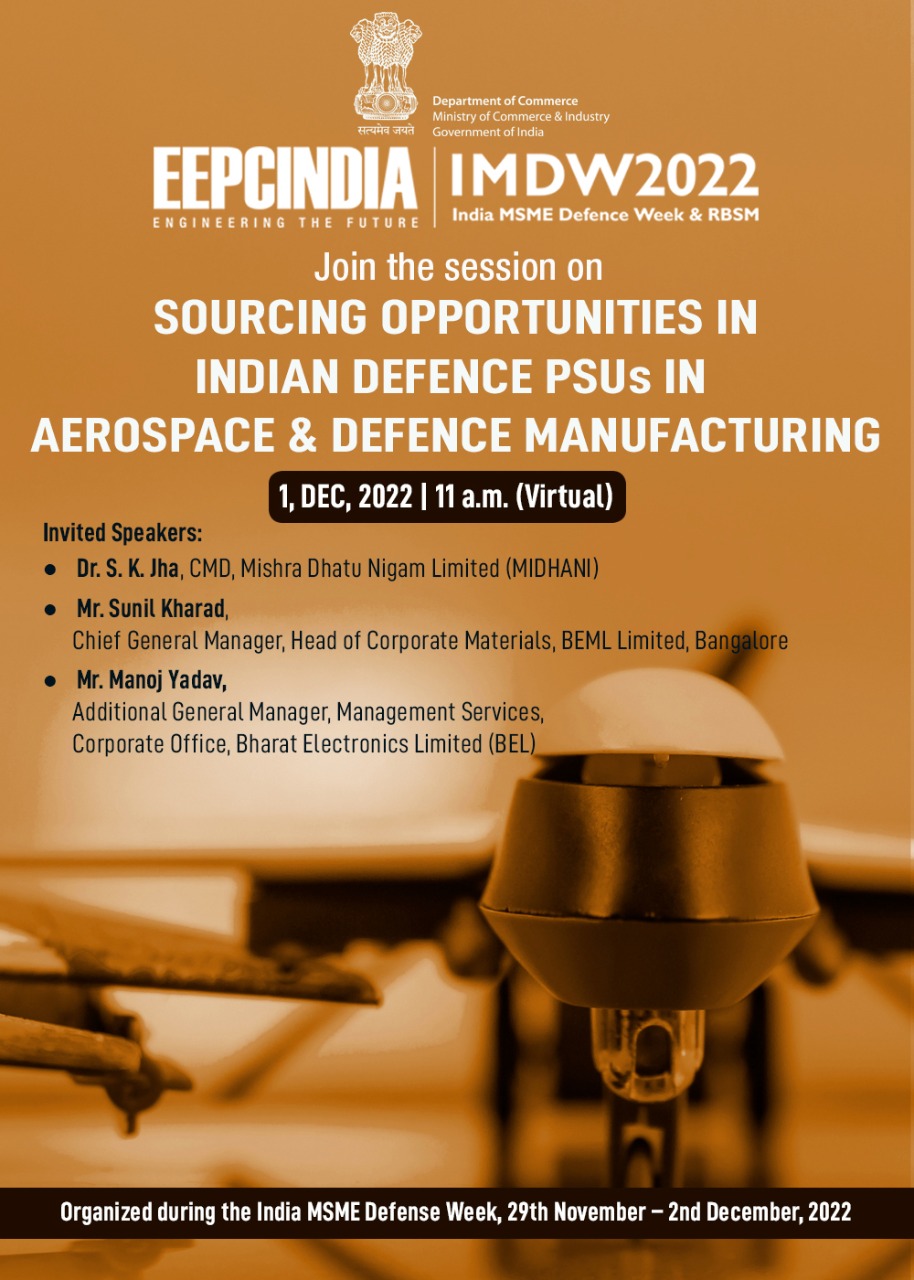 सत्यमेव जयते
Department of Commerce
Ministry of Commerce & Industry
Government of India
EEPCINDIA
ENGINEERING THE FUTURE
IMDW2022
India MSME Defence Week & RBSM
Join the session on
SOURCING OPPORTUNITIES IN
INDIAN DEFENCE PSUs IN
AEROSPACE & DEFENCE MANUFACTURING
1, DEC, 2022 | 11 a.m. (Virtual)
Invited Speakers:
● Dr. S. K. Jha, CMD, Mishra Dhatu Nigam Limited (MIDHANI)
● Mr. Sunil Kharad,
Chief General Manager, Head of Corporate Materials, BEML Limited, Bangalore
● Mr. Manoj Yadav,
Additional General Manager, Management Services,
Corporate Office, Bharat Electronics Limited (BEL)
Organized during the India MSME Defense Week, 29th November – 2nd December, 2022